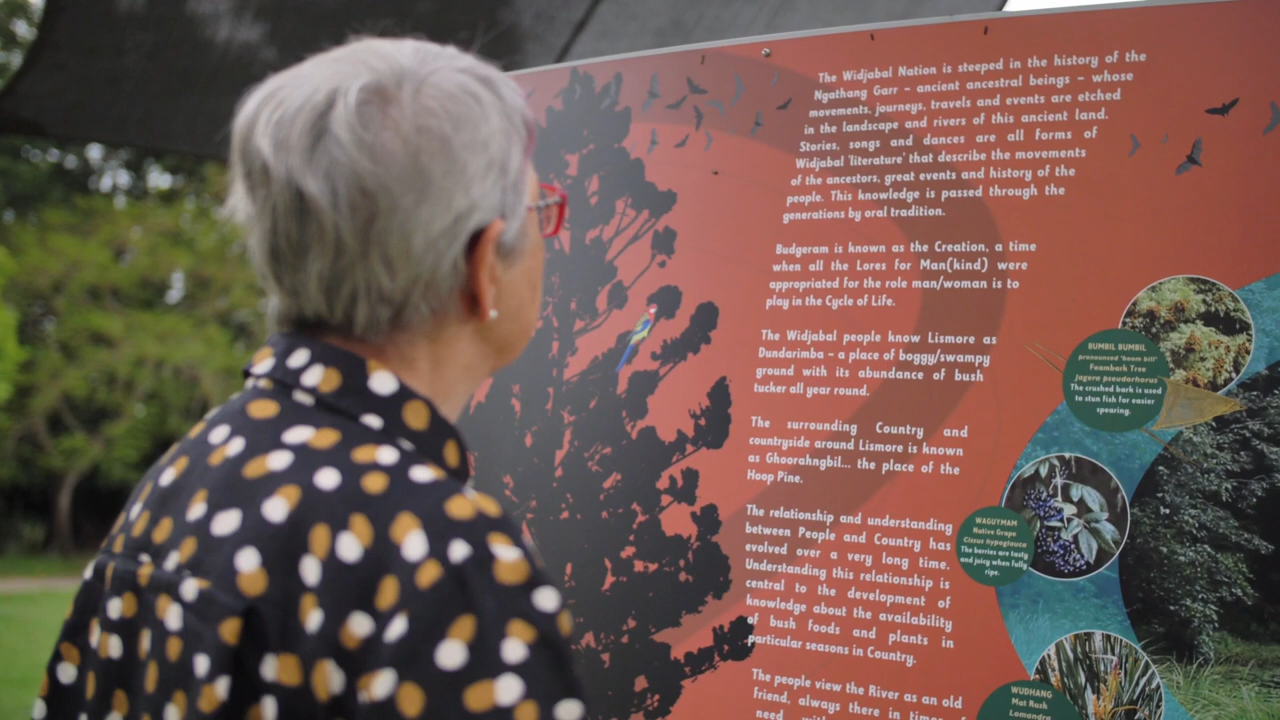 The Widjabal Nation is steeped in the history of the
Ngathang Garr – ancient ancestral beings – whose
movements, journeys, travels and events are etched
in the landscape and rivers of this ancient land.
Stories, songs and dances are all forms of
Widjabal 'literature' that describe the movements
of the ancestors, great events and history of the
people. This knowledge is passed through the
generations by oral tradition.
Budgeram is known as the Creation, a time
when all the Lores for Man(kind) were
appropriated for the role man/woman is to
play in the Cycle of Life.
The Widjabal people know Lismore as
Dundarimba – a place of boggy/swampy
ground with its abundance of bush
tucker all year round.
The surrounding Country and
countryside around Lismore is known
as Ghoorahngbil... the place of the
Hoop Pine.
The relationship and understanding
between People and Country has
evolved over a very long time.
Understanding this relationship is
central to the development of
knowledge about the availability
of bush foods and plants in
particular seasons in Country.
The people view the River as an old
friend, always there in times of
need
BUMBIL BUMBIL
pronounced 'boom bill'
Foambark Tree
Jagera pseudorhorus
The crushed bark is used
to stun fish for easier
spearing.
WAGUYMAM
Native Grape
Cissus hypoglauca
The berries are tasty
and juicy when fully
ripe.
WUDHANG
Mat Rush
Lomandra